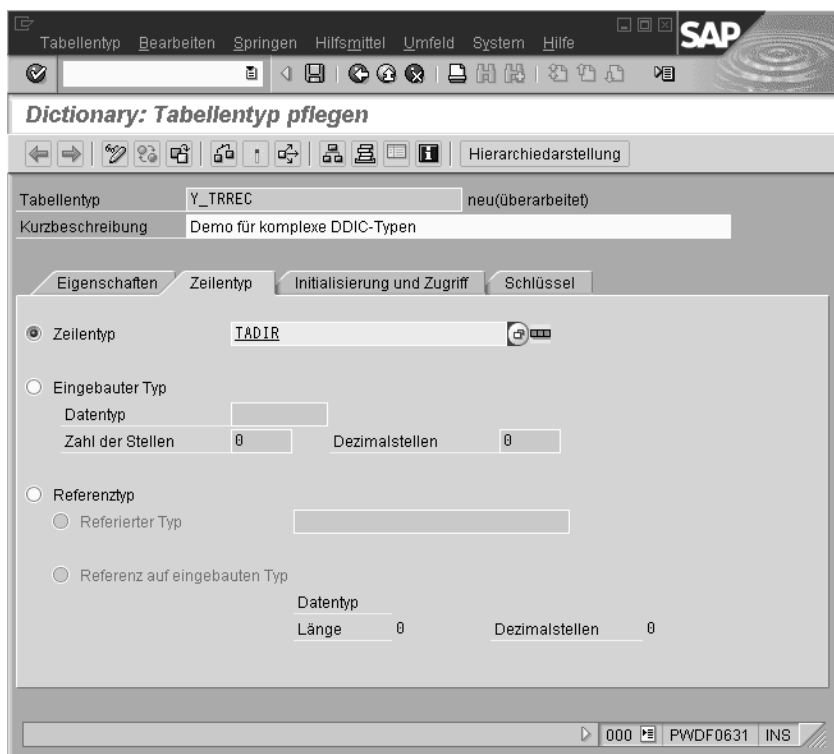 Tabellentyp Bearbeiten Springen Hilfsmittel Umfeld System Hilfe
SAP
Dictionary: Tabellentyp pflegen
Hierarchiedarstellung
Tabellentyp Y_TRREC neu(überarbeitet)
Kurzbeschreibung Demo für komplexe DDIC-Typen
Eigenschaften Zeilentyp Initialisierung und Zugriff Schlüssel
Zeilentyp TADIR
Eingebauter Typ
Datentyp
Zahl der Stellen 0 Dezimalstellen 0
Referenztyp
Referierter Typ
Referenz auf eingebauten Typ
Datentyp
Länge 0 Dezimalstellen 0
000 PWDF0631 INS